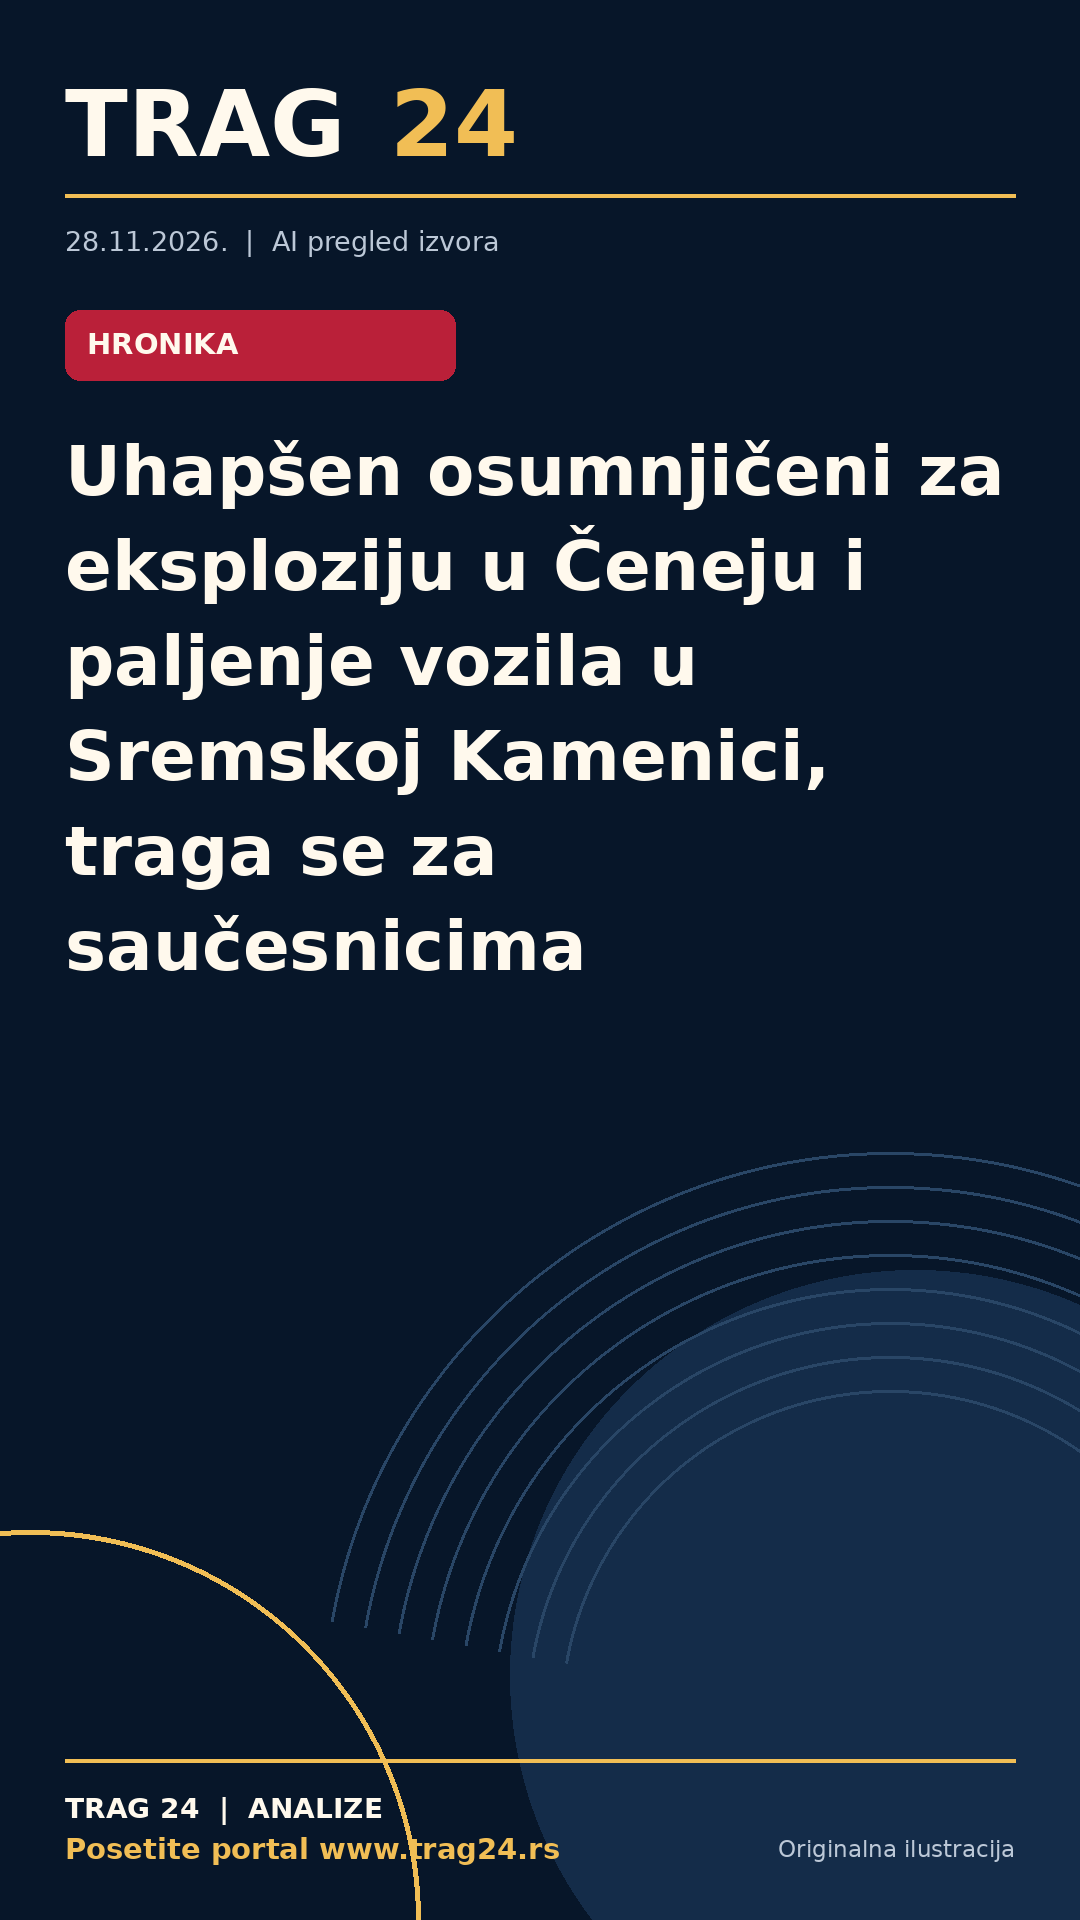 TRAG 24
28.11.2026. | AI pregled izvora
HRONIKA
Uhapšen osumnjičeni za
eksploziju u Čeneju i
paljenje vozila u
Sremskoj Kamenici,
traga se za
saučesnicima
TRAG 24 | ANALIZE
Posetite portal www.trag24.rs
Originalna ilustracija